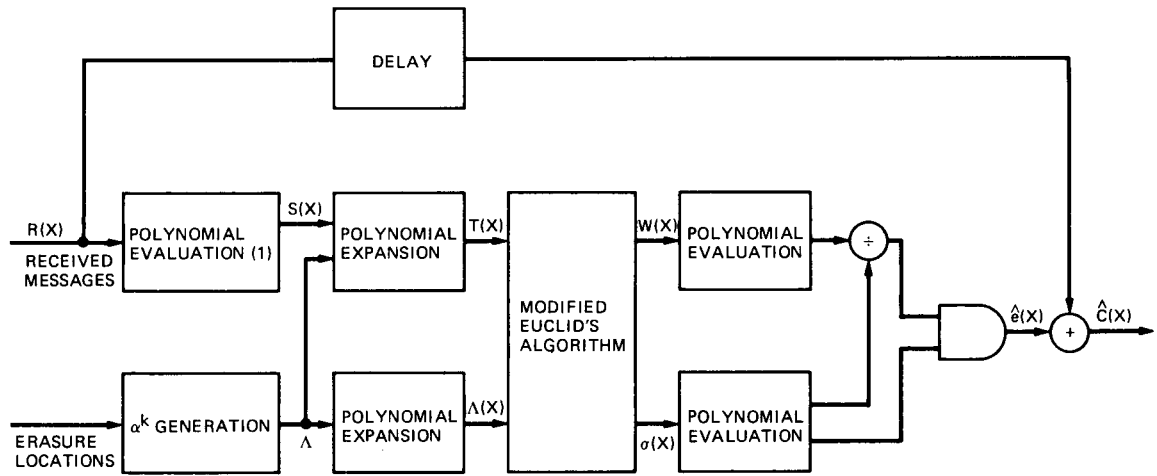 DELAY
R(X)
RECEIVED
MESSAGES
POLYNOMIAL
EVALUATION (1)
S(X)
POLYNOMIAL
EXPANSION
T(X)
MODIFIED
EUCLID'S
ALGORITHM
W(X)
POLYNOMIAL
EVALUATION
÷
ê(X)
+
Ĉ(X)
ERASURE
LOCATIONS
α^k GENERATION
Λ
POLYNOMIAL
EXPANSION
Λ(X)
σ(X)
POLYNOMIAL
EVALUATION